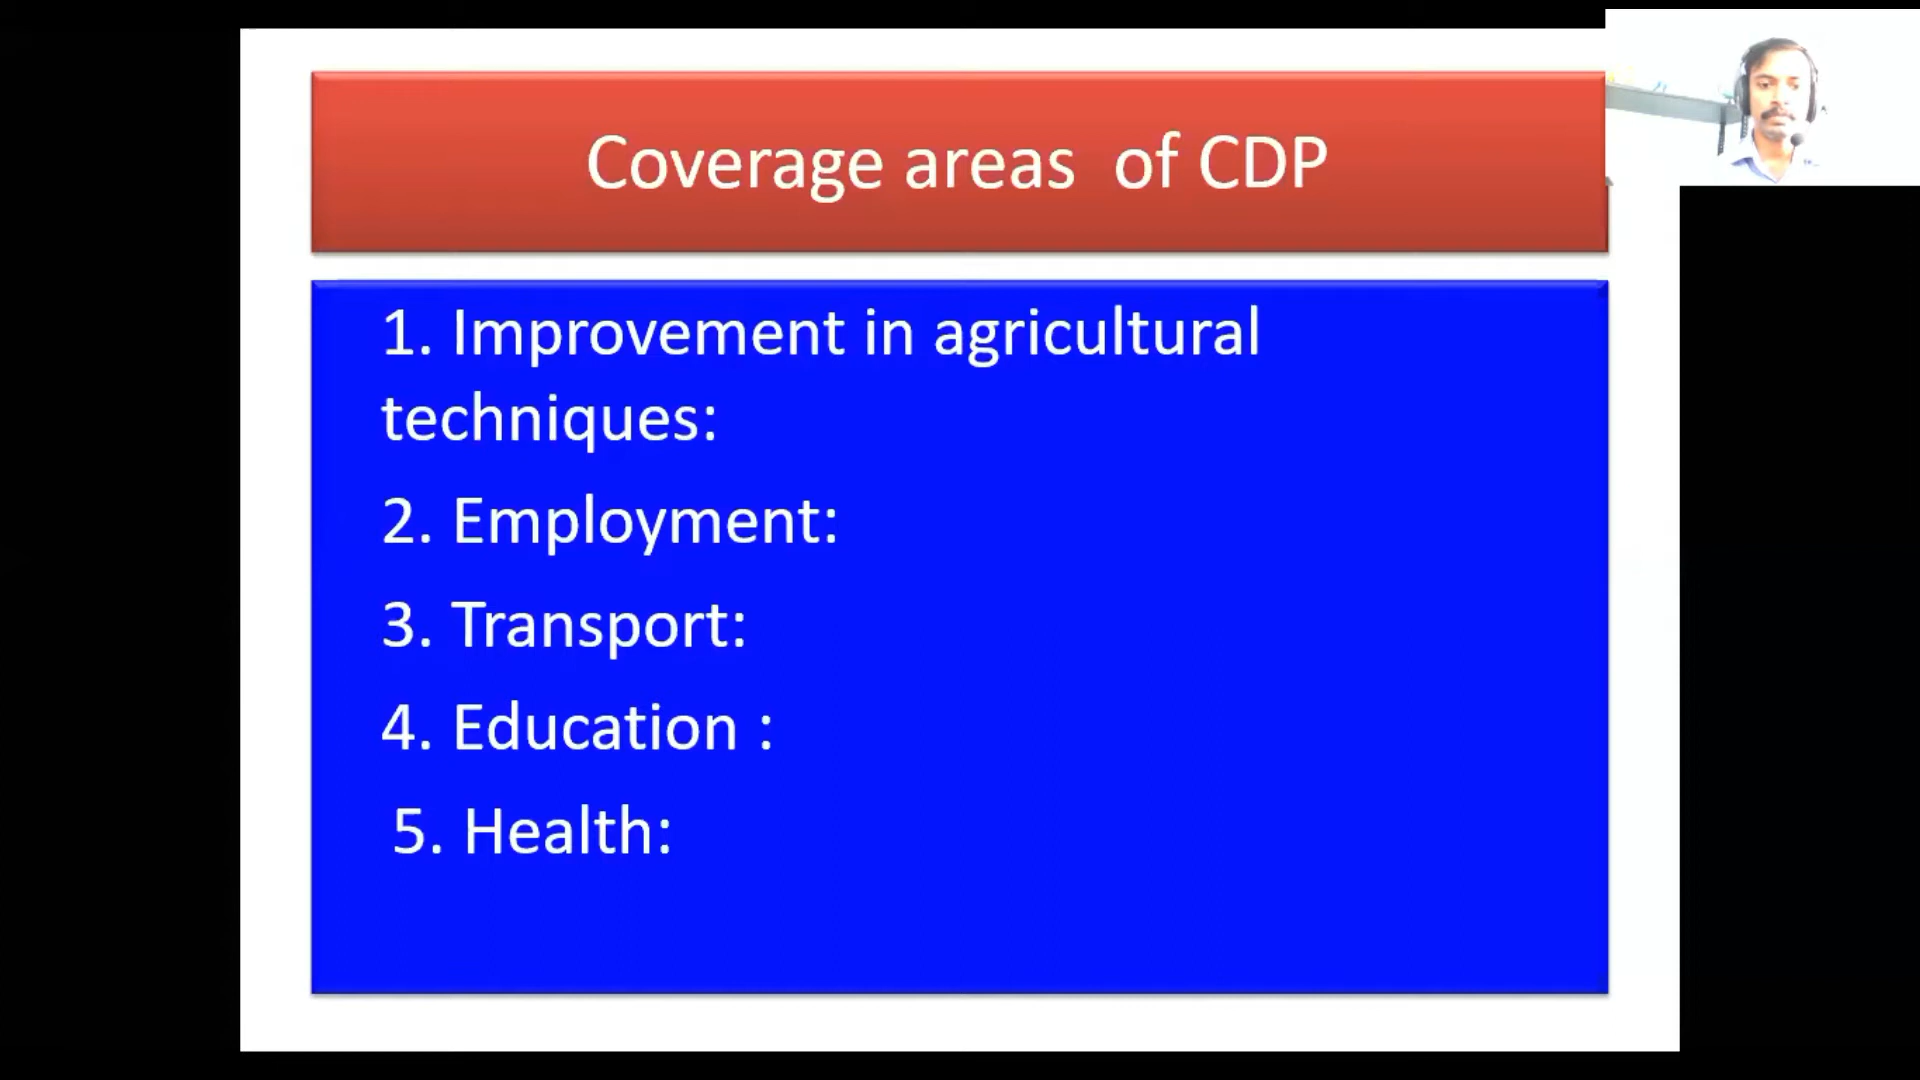 Coverage areas of CDP
1. Improvement in agricultural
techniques:
2. Employment:
3. Transport:
4. Education :
5. Health: